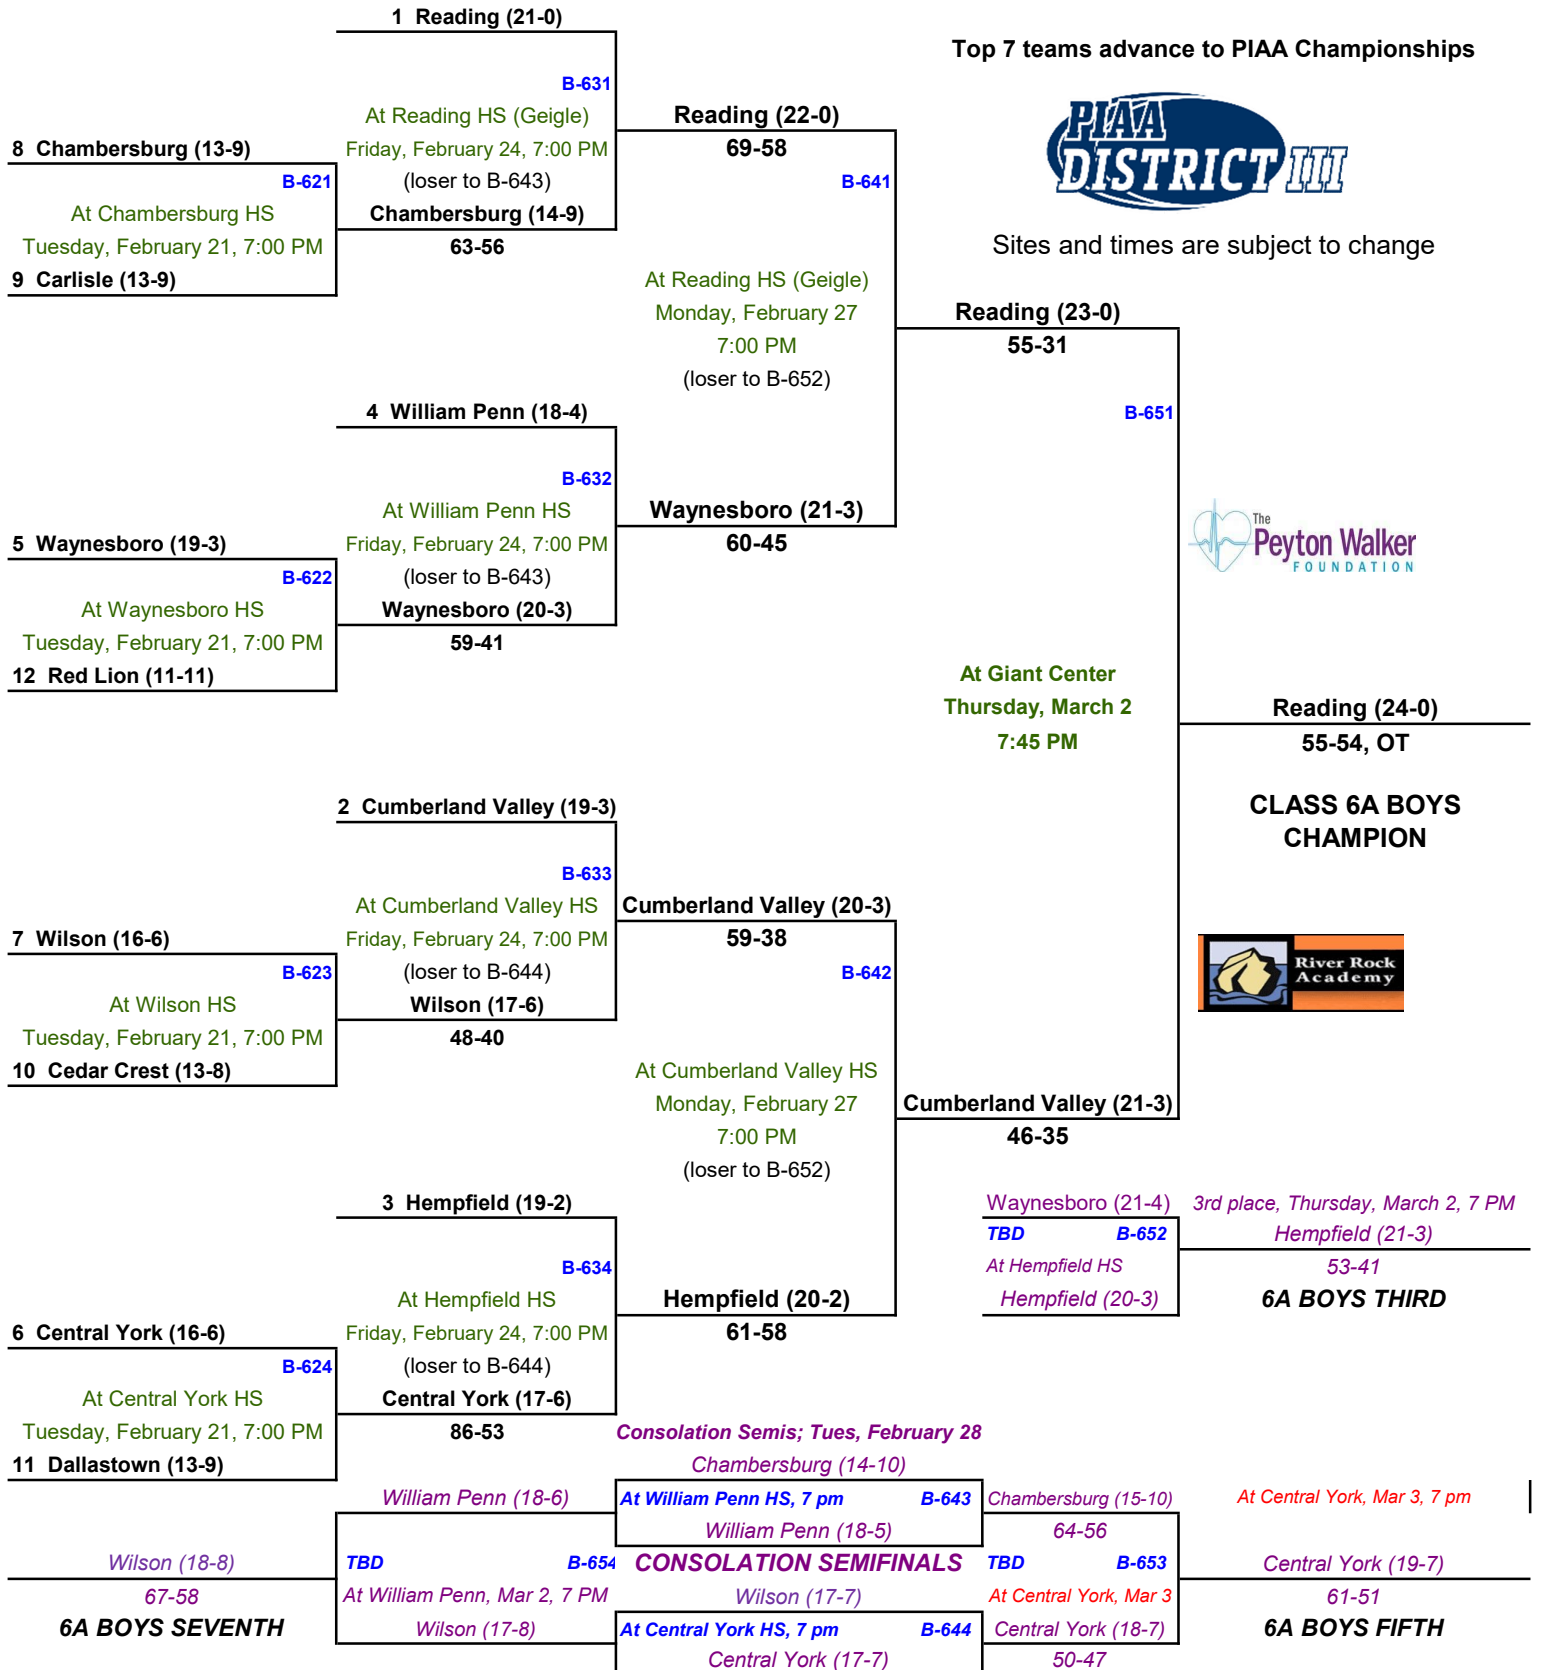 1 Reading (21-0)
Top 7 teams advance to PIAA Championships
B-631
At Reading HS (Geigle)
Friday, February 24, 7:00 PM
(loser to B-643)
Reading (22-0)
69-58
PIAA
DISTRICT III
8 Chambersburg (13-9)
B-621
At Chambersburg HS
Tuesday, February 21, 7:00 PM
9 Carlisle (13-9)
Chambersburg (14-9)
63-56
B-641
Sites and times are subject to change
At Reading HS (Geigle)
Monday, February 27
7:00 PM
(loser to B-652)
Reading (23-0)
55-31
4 William Penn (18-4)
B-651
B-632
At William Penn HS
Friday, February 24, 7:00 PM
(loser to B-643)
Waynesboro (21-3)
60-45
The
Peyton Walker
FOUNDATION
5 Waynesboro (19-3)
B-622
At Waynesboro HS
Tuesday, February 21, 7:00 PM
12 Red Lion (11-11)
Waynesboro (20-3)
59-41
At Giant Center
Thursday, March 2
7:45 PM
Reading (24-0)
55-54, OT
CLASS 6A BOYS
CHAMPION
2 Cumberland Valley (19-3)
B-633
At Cumberland Valley HS
Friday, February 24, 7:00 PM
(loser to B-644)
Cumberland Valley (20-3)
59-38
7 Wilson (16-6)
B-623
At Wilson HS
Tuesday, February 21, 7:00 PM
10 Cedar Crest (13-8)
Wilson (17-6)
48-40
B-642
River Rock
Academy
At Cumberland Valley HS
Monday, February 27
7:00 PM
(loser to B-652)
Cumberland Valley (21-3)
46-35
3 Hempfield (19-2)
B-634
At Hempfield HS
Friday, February 24, 7:00 PM
(loser to B-644)
Hempfield (20-2)
61-58
Waynesboro (21-4)
TBD B-652
At Hempfield HS
Hempfield (20-3)
3rd place, Thursday, March 2, 7 PM
Hempfield (21-3)
53-41
6A BOYS THIRD
6 Central York (16-6)
B-624
At Central York HS
Tuesday, February 21, 7:00 PM
11 Dallastown (13-9)
Central York (17-6)
86-53
Consolation Semis; Tues, February 28
Chambersburg (14-10)
At William Penn HS, 7 pm B-643
William Penn (18-5)
Chambersburg (15-10)
64-56
At Central York, Mar 3, 7 pm
William Penn (18-6)
TBD B-654
At William Penn, Mar 2, 7 PM
Wilson (17-8)
Wilson (18-8)
67-58
6A BOYS SEVENTH
CONSOLATION SEMIFINALS
Wilson (17-7)
At Central York HS, 7 pm B-644
Central York (17-7)
TBD B-653
At Central York, Mar 3
Central York (18-7)
50-47
Central York (19-7)
61-51
6A BOYS FIFTH